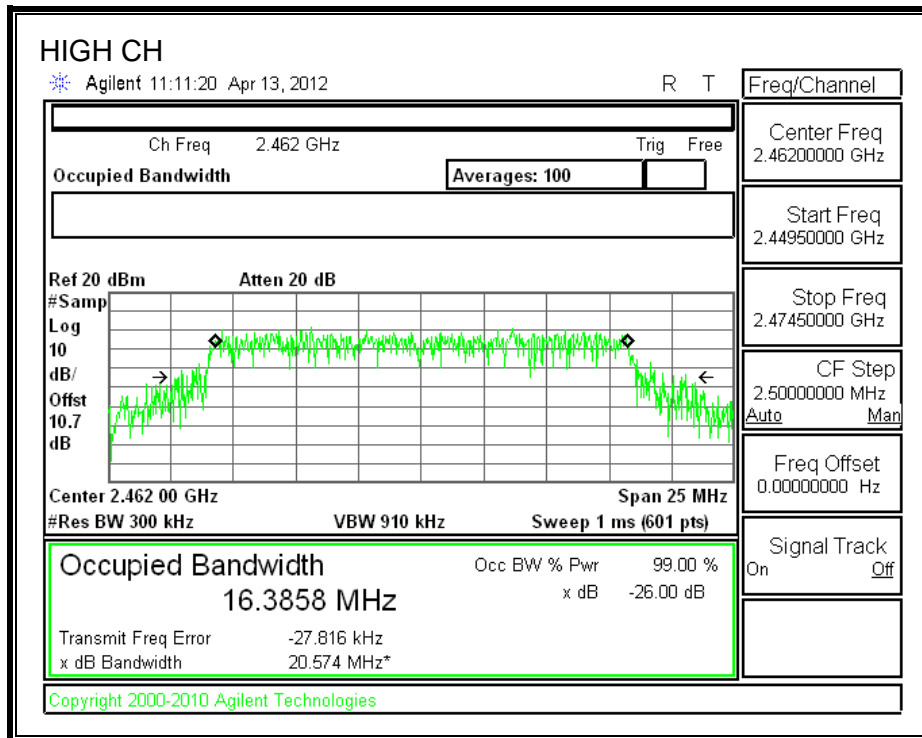 HIGH CH
Agilent 11:11:20 Apr 13, 2012 R T
Freq/Channel
Ch Freq 2.462 GHz Trig Free
Occupied Bandwidth Averages: 100
Center Freq
2.46200000 GHz
Start Freq
2.44950000 GHz
Stop Freq
2.47450000 GHz
CF Step
2.50000000 MHz
Auto Man
Freq Offset
0.00000000 Hz
Signal Track
On Off
Ref 20 dBm Atten 20 dB
#Samp
Log
10
dB/
Offst
10.7
dB
Center 2.462 00 GHz Span 25 MHz
#Res BW 300 kHz VBW 910 kHz Sweep 1 ms (601 pts)
Occupied Bandwidth Occ BW % Pwr 99.00 %
16.3858 MHz x dB -26.00 dB
Transmit Freq Error -27.816 kHz
x dB Bandwidth 20.574 MHz*
Copyright 2000-2010 Agilent Technologies